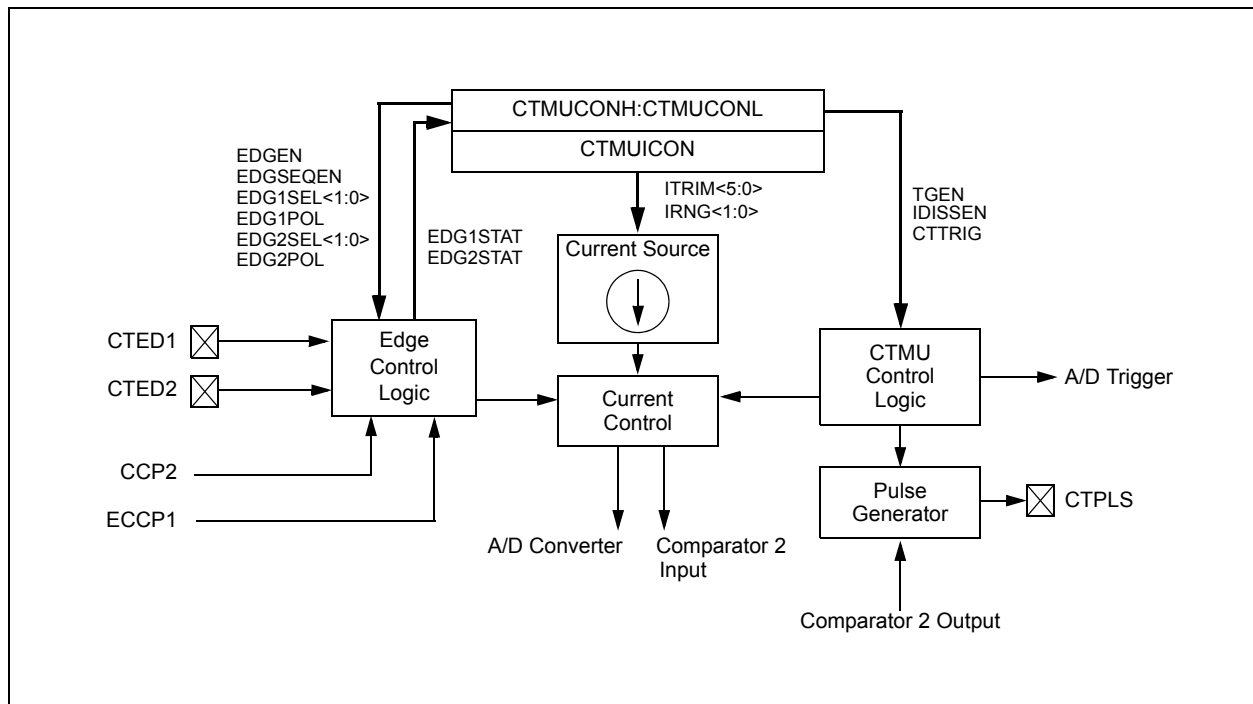 CTMUCONH:CTMUCONL
CTMUICON
EDGEN
EDGSEQEN
EDG1SEL<1:0>
EDG1POL
EDG2SEL<1:0>
EDG2POL
EDG1STAT
EDG2STAT
ITRIM<5:0>
IRNG<1:0>
TGEN
IDISSEN
CTTRIG
Current Source
CTED1
CTED2
Edge
Control
Logic
Current
Control
CTMU
Control
Logic
A/D Trigger
CCP2
ECCP1
Pulse
Generator
CTPLS
A/D Converter
Comparator 2
Input
Comparator 2 Output